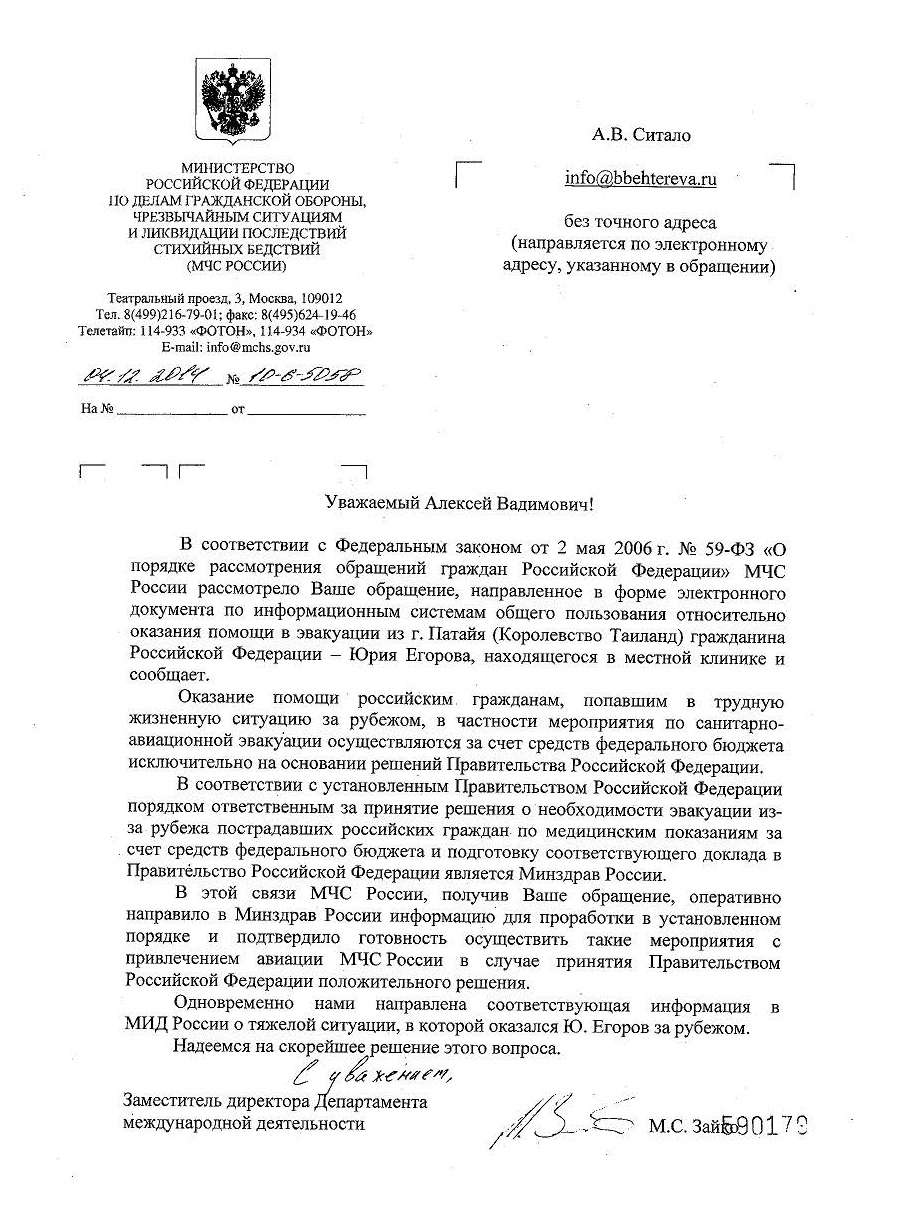 МИНИСТЕРСТВО
РОССИЙСКОЙ ФЕДЕРАЦИИ
ПО ДЕЛАМ ГРАЖДАНСКОЙ ОБОРОНЫ,
ЧРЕЗВЫЧАЙНЫМ СИТУАЦИЯМ
И ЛИКВИДАЦИИ ПОСЛЕДСТВИЙ
СТИХИЙНЫХ БЕДСТВИЙ
(МЧС РОССИИ)
Театральный проезд, 3, Москва, 109012
Тел. 8(499)216-79-01; факс: 8(495)624-19-46
Телетайп: 114-933 «ФОТОН», 114-934 «ФОТОН»
E-mail: info@mchs.gov.ru
04.12.2014 № 10-6-5058
На № от
А.В. Ситало
info@bbehtereva.ru
без точного адреса
(направляется по электронному
адресу, указанному в обращении)
Уважаемый Алексей Вадимович!
В соответствии с Федеральным законом от 2 мая 2006 г. № 59-ФЗ «О
порядке рассмотрения обращений граждан Российской Федерации» МЧС
России рассмотрело Ваше обращение, направленное в форме электронного
документа по информационным системам общего пользования относительно
оказания помощи в эвакуации из г. Патайя (Королевство Таиланд) гражданина
Российской Федерации – Юрия Егорова, находящегося в местной клинике и
сообщает.
Оказание помощи российским гражданам, попавшим в трудную
жизненную ситуацию за рубежом, в частности мероприятия по санитарно-
авиационной эвакуации осуществляются за счет средств федерального бюджета
исключительно на основании решений Правительства Российской Федерации.
В соответствии с установленным Правительством Российской Федерации
порядком ответственным за принятие решения о необходимости эвакуации из-
за рубежа пострадавших российских граждан по медицинским показаниям за
счет средств федерального бюджета и подготовку соответствующего доклада в
Правительство Российской Федерации является Минздрав России.
В этой связи МЧС России, получив Ваше обращение, оперативно
направило в Минздрав России информацию для проработки в установленном
порядке и подтвердило готовность осуществить такие мероприятия с
привлечением авиации МЧС России в случае принятия Правительством
Российской Федерации положительного решения.
Одновременно нами направлена соответствующая информация в
МИД России о тяжелой ситуации, в которой оказался Ю. Егоров за рубежом.
Надеемся на скорейшее решение этого вопроса.
С уважением,
Заместитель директора Департамента
международной деятельности
М.С. Зайко 590179